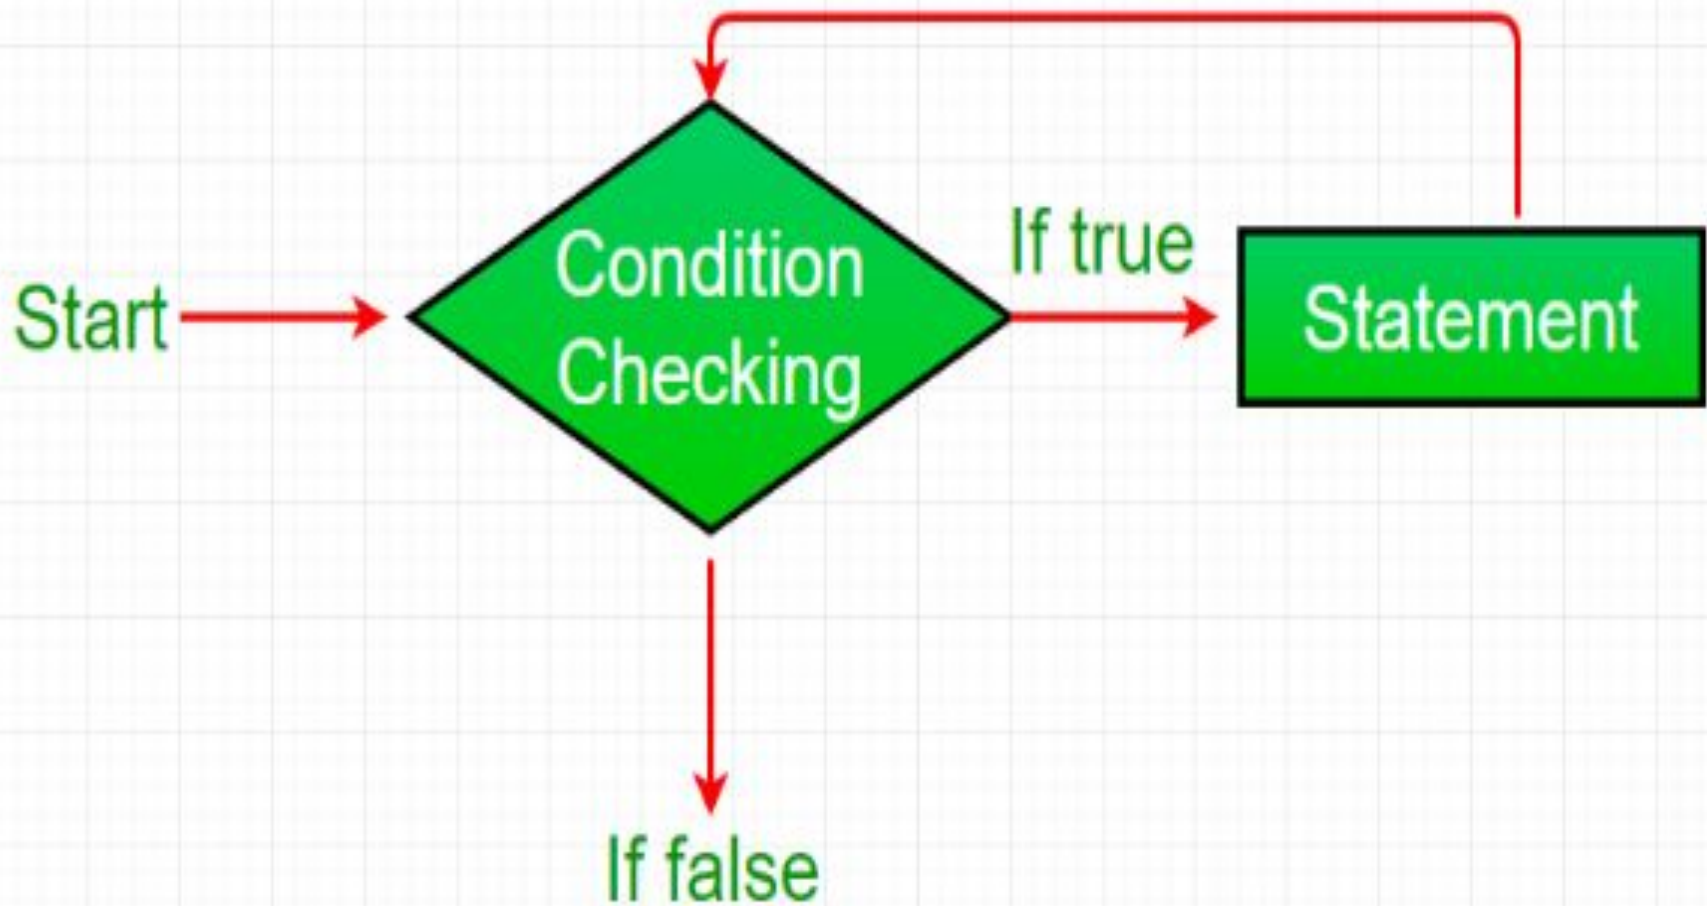 Start
Condition
Checking
If true
Statement
If false